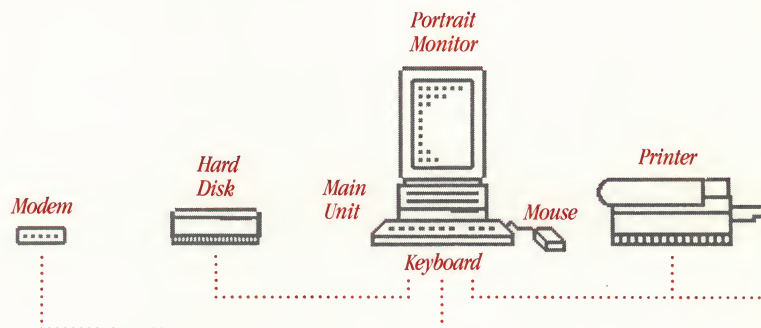 Portrait
Monitor
Hard
Disk
Printer
Main
Unit
Modem
Mouse
Keyboard